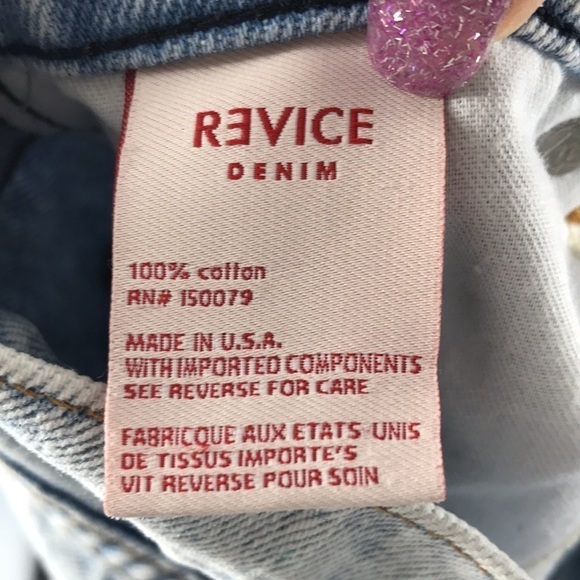 RƎVICE
DENIM
100% cotton
RN# 150079
MADE IN U.S.A.
WITH IMPORTED COMPONENTS
SEE REVERSE FOR CARE
FABRICQUE AUX ETATS-UNIS
DE TISSUS IMPORTE'S
VIT REVERSE POUR SOIN